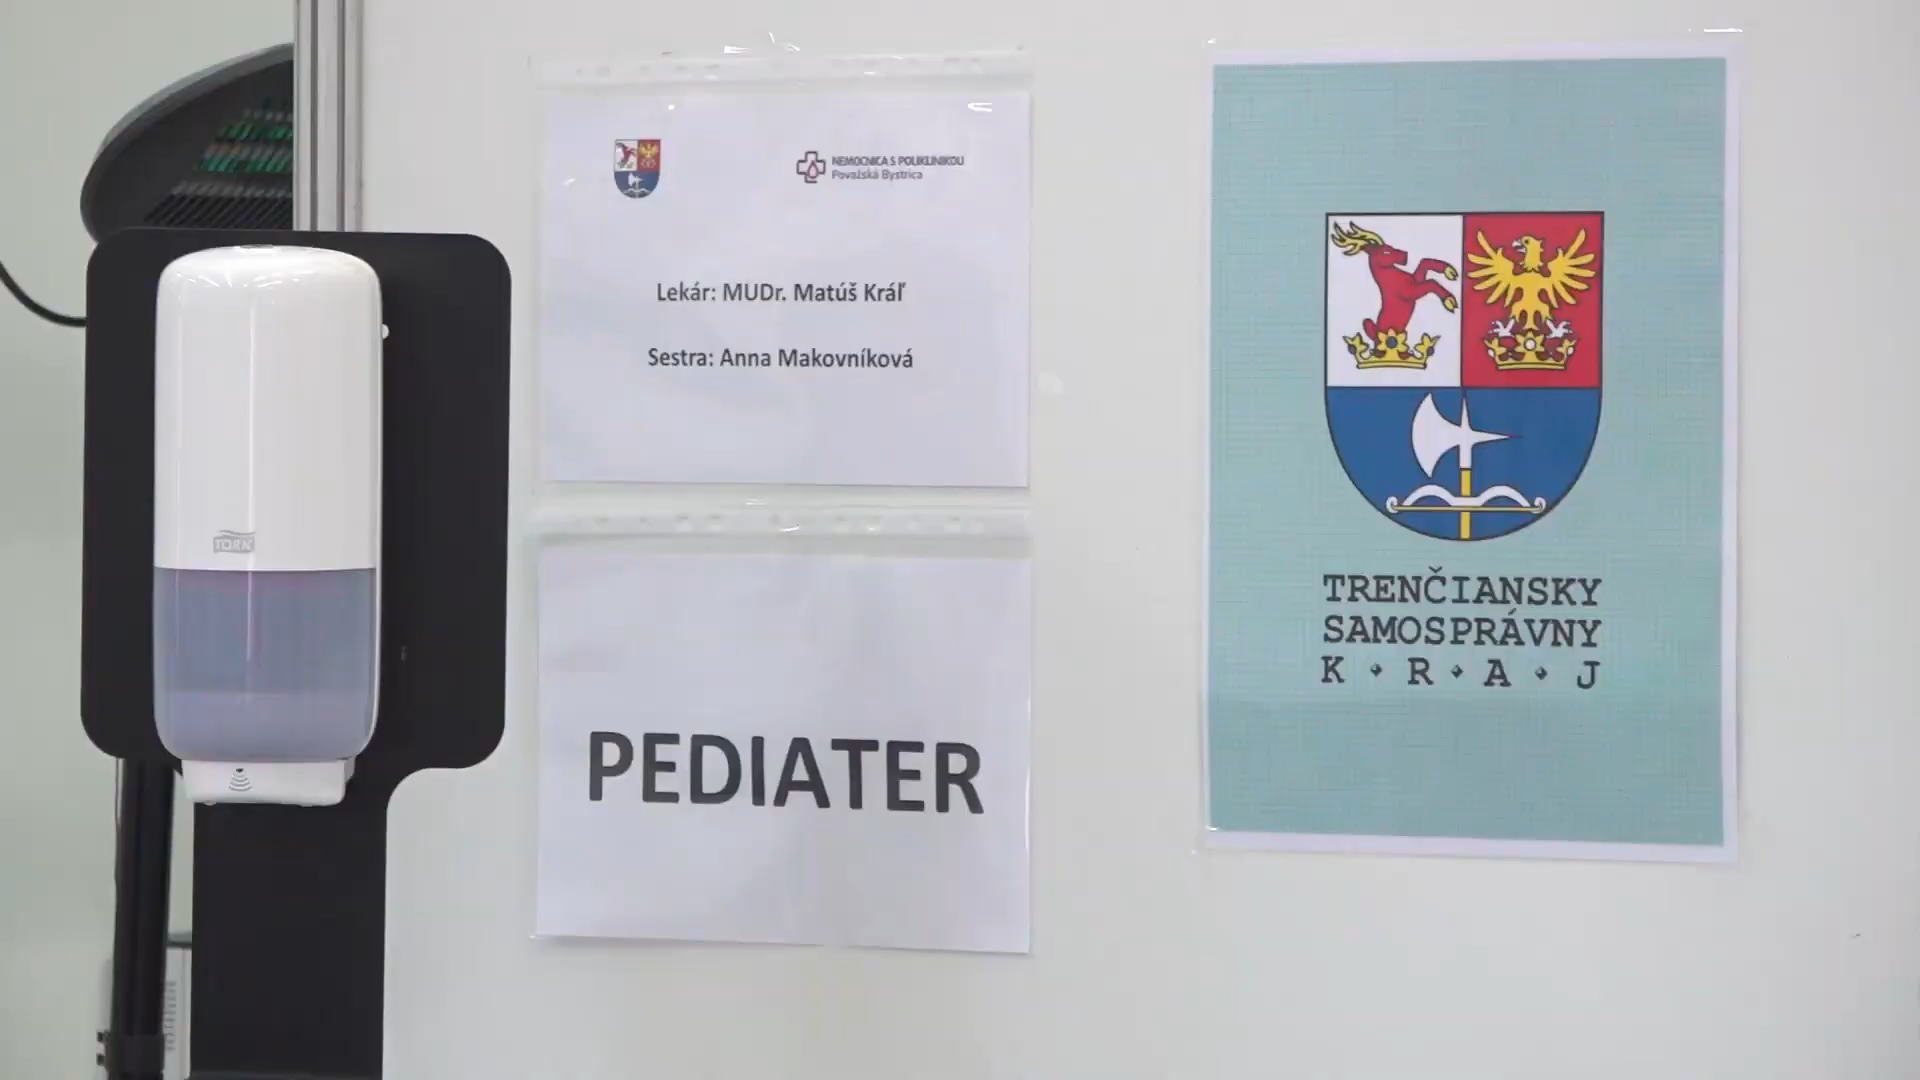 NEMOCNICA S POLIKLINIKOU
Považská Bystrica
Lekár: MUDr. Matúš Kráľ
Sestra: Anna Makovníková
PEDIATER
TORK
TRENČIANSKY
SAMOSPRÁVNY
K • R • A • J